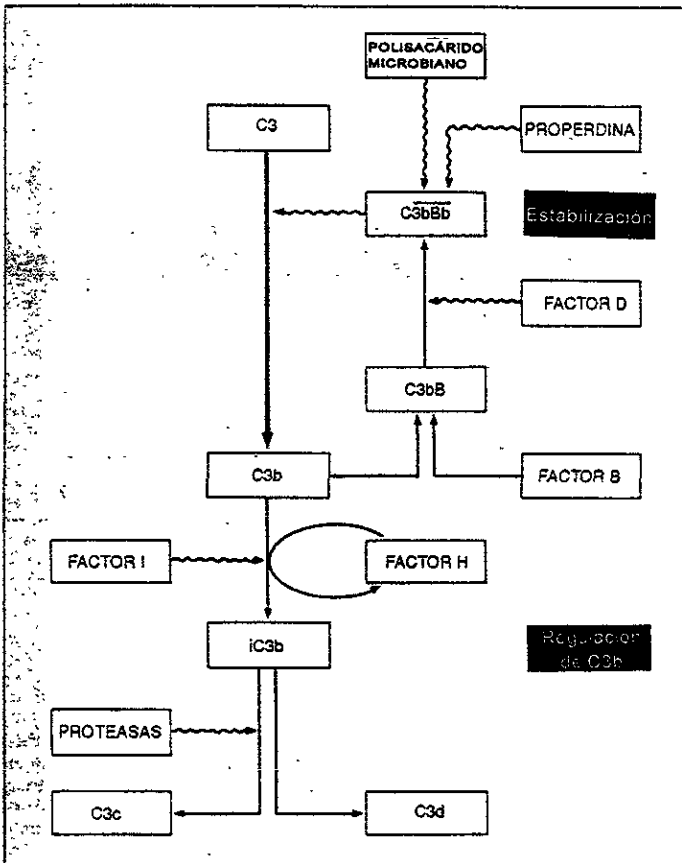 POLISACÁRIDO
MICROBIANO
C3
PROPERDINA
C3bBb
Estabilización
FACTOR D
C3bB
C3b
FACTOR B
FACTOR I
FACTOR H
iC3b
Regulación
de C3b
PROTEASAS
C3c
C3d